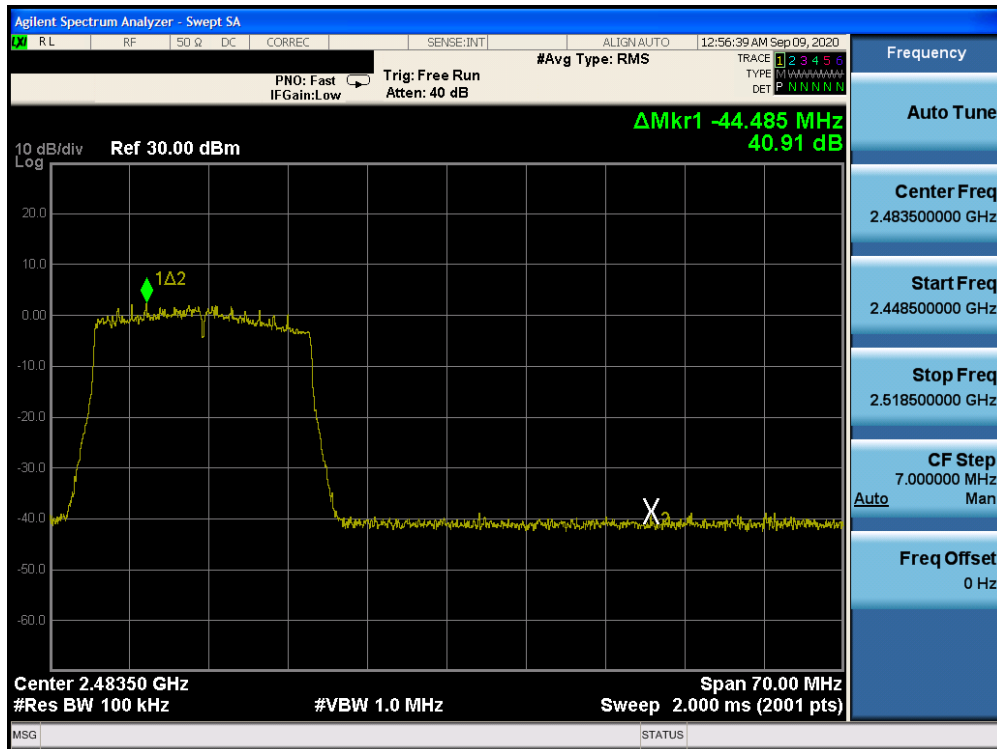 Agilent Spectrum Analyzer - Swept SA
LXI RL RF 50 Ω DC CORREC SENSE:INT ALIGN AUTO 12:56:39 AM Sep 09, 2020
Frequency
#Avg Type: RMS
TRACE 1 2 3 4 5 6
PNO: Fast Trig: Free Run
TYPE M WWWWW
IFGain:Low Atten: 40 dB
DET P N N N N N
Auto Tune
ΔMkr1 -44.485 MHz
40.91 dB
10 dB/div Ref 30.00 dBm
Log
20.0
10.0
0.00
-10.0
-20.0
-30.0
-40.0
-50.0
-60.0
1Δ2
X2
Center Freq
2.483500000 GHz
Start Freq
2.448500000 GHz
Stop Freq
2.518500000 GHz
CF Step
7.000000 MHz
Auto Man
Freq Offset
0 Hz
Center 2.48350 GHz Span 70.00 MHz
#Res BW 100 kHz #VBW 1.0 MHz Sweep 2.000 ms (2001 pts)
MSG STATUS